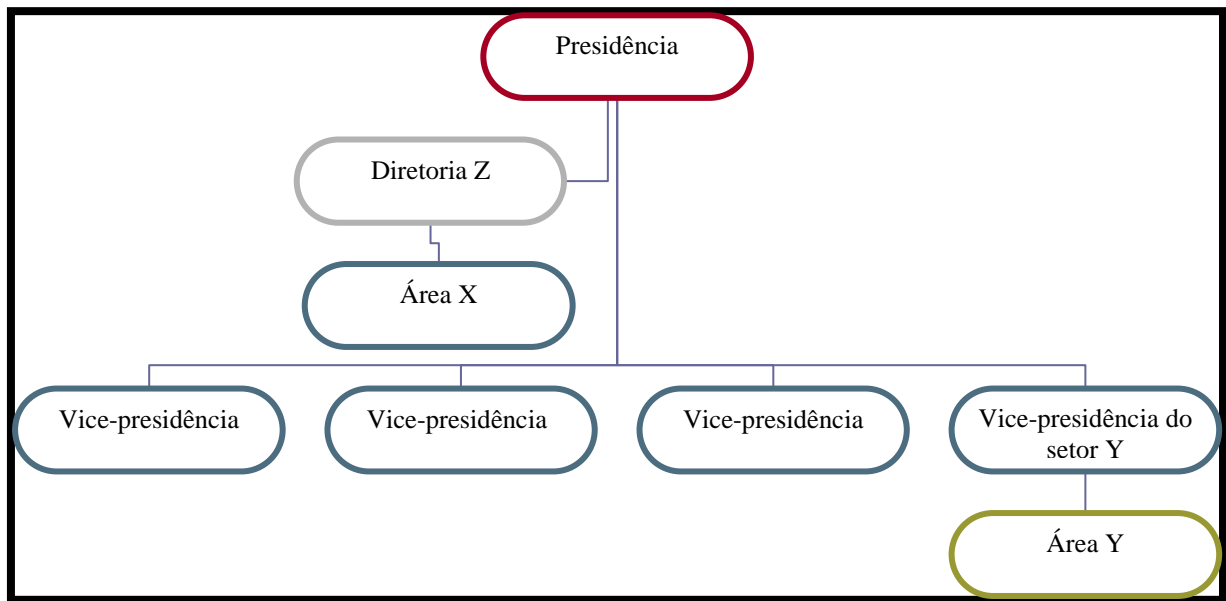 Presidência
Diretoria Z
Área X
Vice-presidência
Vice-presidência
Vice-presidência
Vice-presidência do
setor Y
Área Y